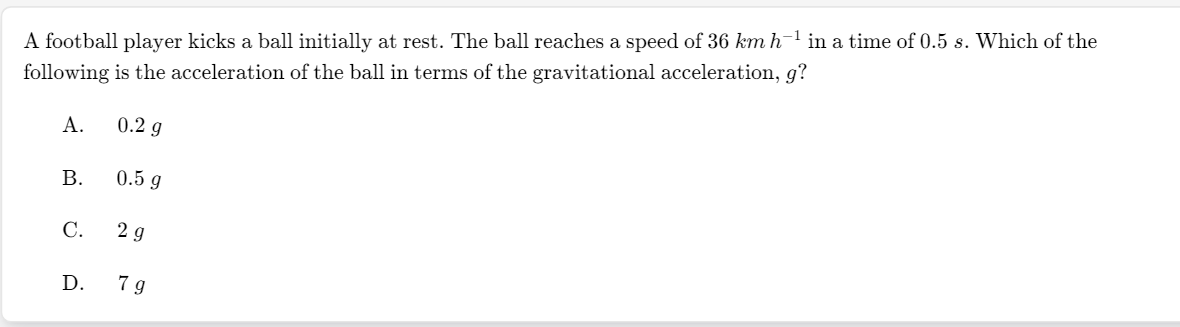 A football player kicks a ball initially at rest. The ball reaches a speed of 36 km h⁻¹ in a time of 0.5 s. Which of the
following is the acceleration of the ball in terms of the gravitational acceleration, g?
A. 0.2 g
B. 0.5 g
C. 2 g
D. 7 g